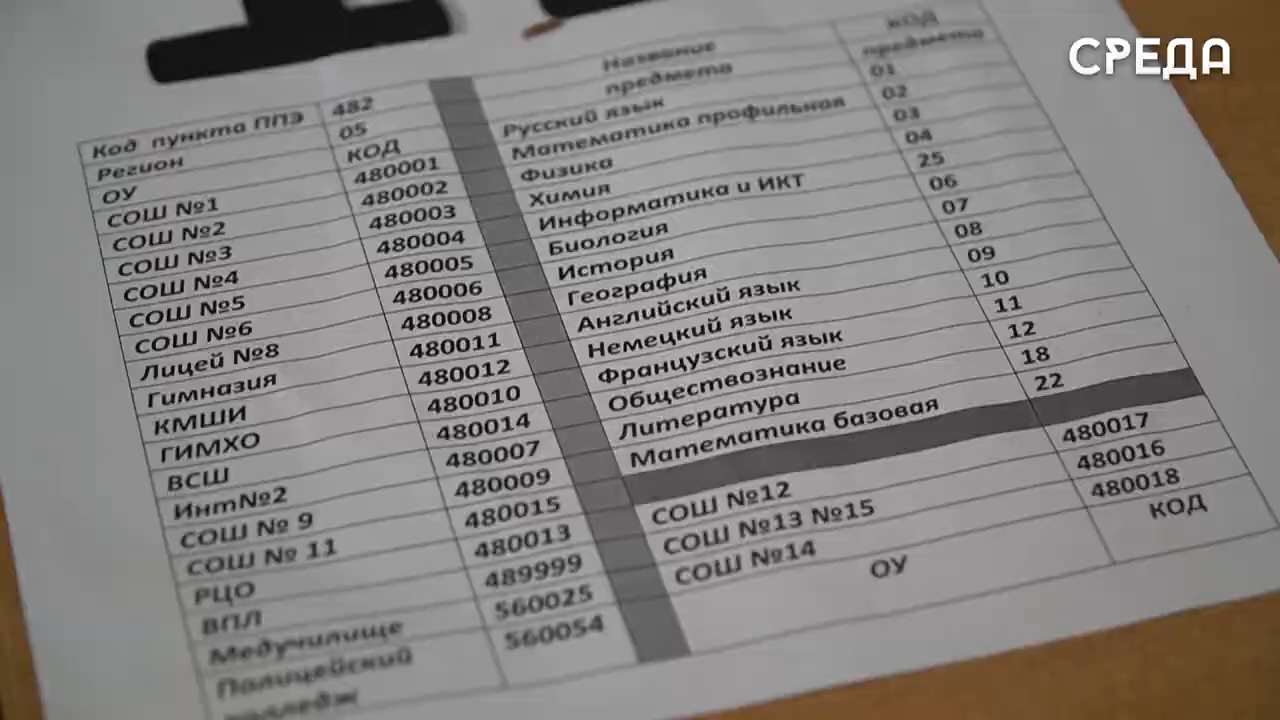 СРЕДА
Код пункта ППЭ 482
Регион 05
ОУ КОД
СОШ №1 480001
СОШ №2 480002
СОШ №3 480003
СОШ №4 480004
СОШ №5 480005
СОШ №6 480006
Лицей №8 480008
Гимназия 480011
КМШИ 480012
ГИМХО 480010
ВСШ 480014
Инт№2 480007
СОШ № 9 480009
СОШ № 11 480015
РЦО 480013
ВПЛ 489999
Медучилище 560025
Полицейский 560054
колледж
Название КОД
предмета предмета
Русский язык 01
Математика профильная 02
Физика 03
Химия 04
Информатика и ИКТ 25
Биология 06
История 07
География 08
Английский язык 09
Немецкий язык 10
Французский язык 11
Обществознание 12
Литература 18
Математика базовая 22
СОШ №12 480017
СОШ №13 №15 480016
СОШ №14 480018
ОУ КОД